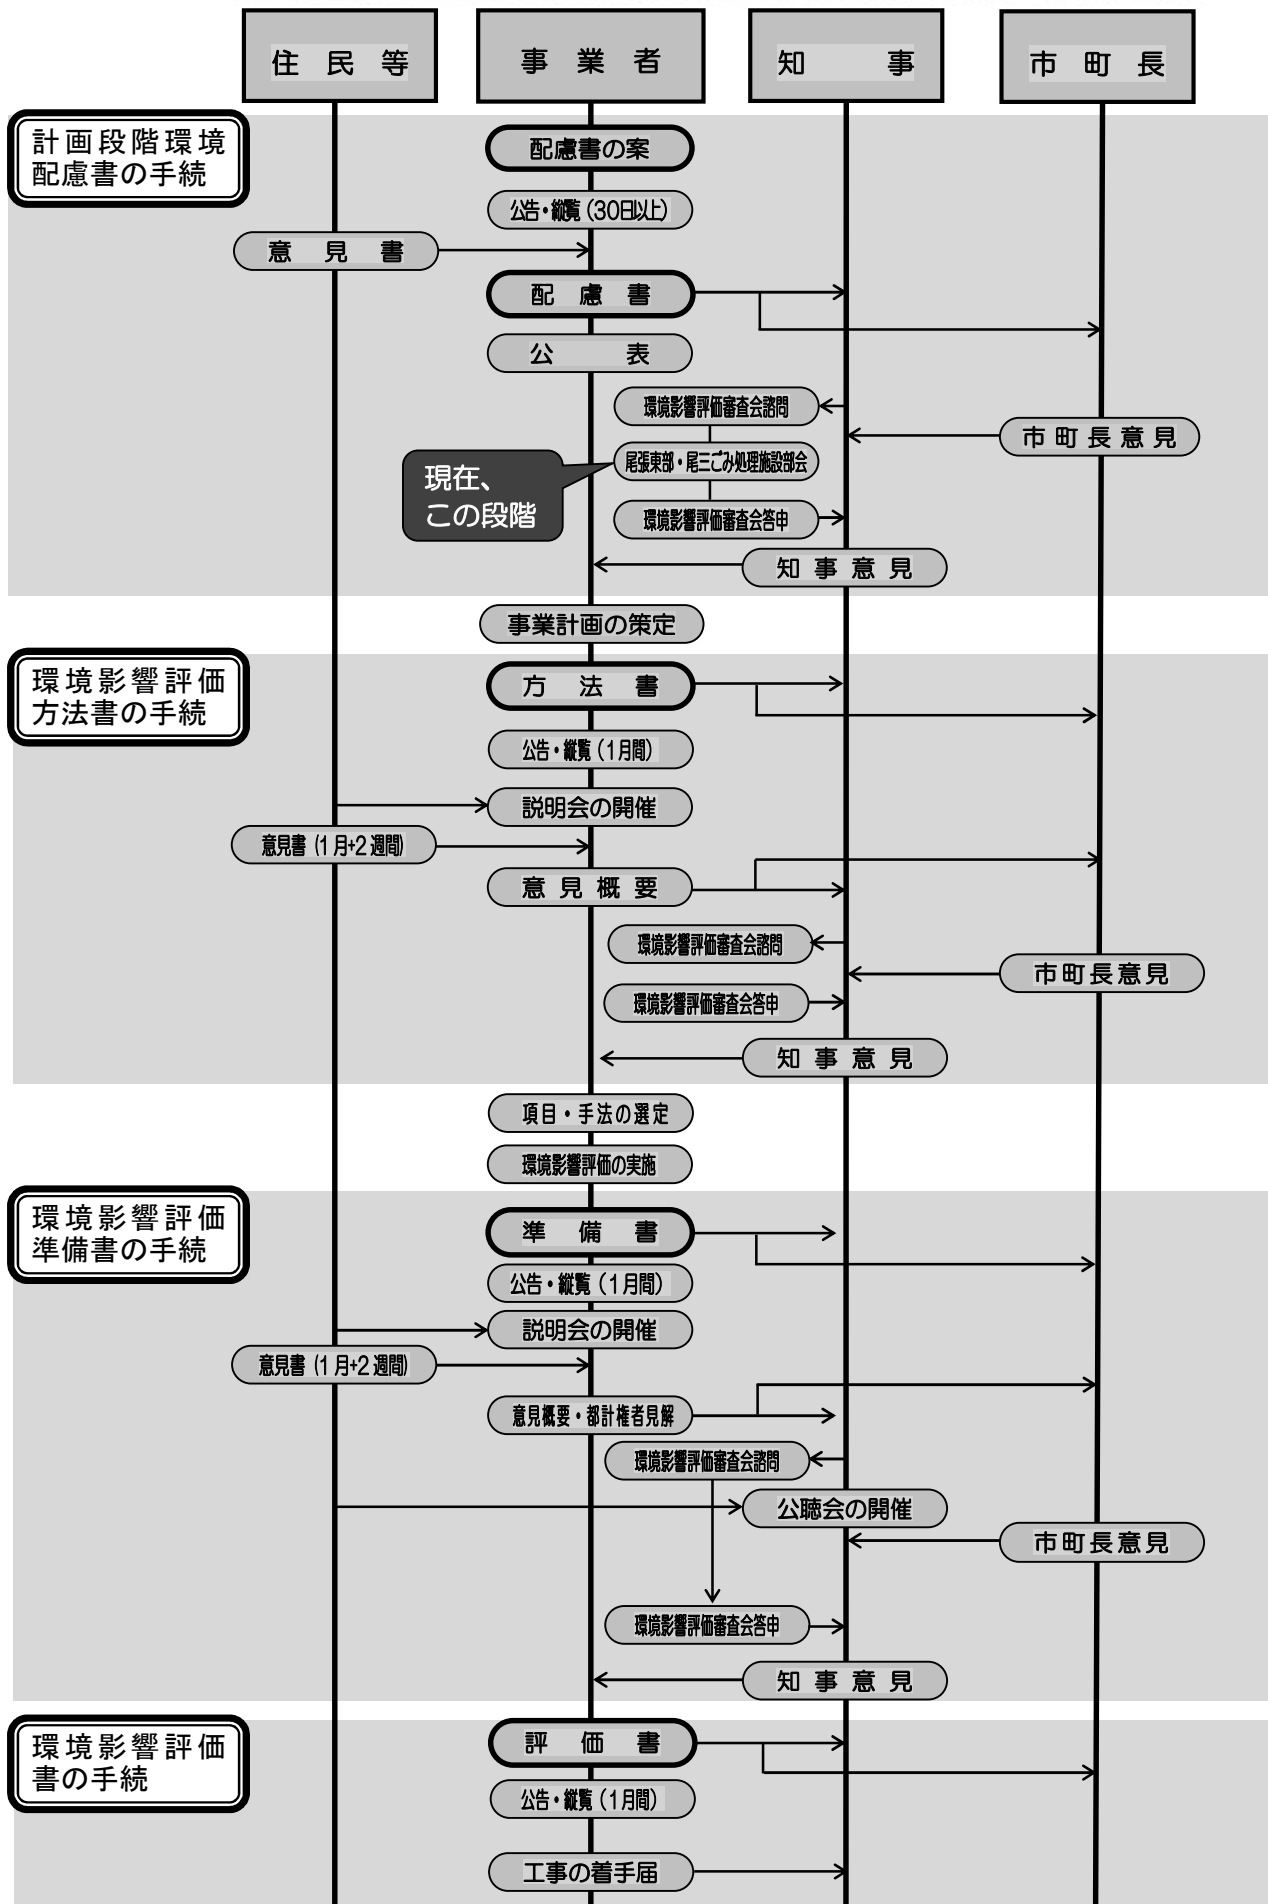 住民等
事業者
知事
市町長
計画段階環境
配慮書の手続
配慮書の案
公告・縦覧（30日以上）
意見書
配慮書
公表
環境影響評価審査会諮問
市町長意見
尾張東部・尾三ごみ処理施設部会
現在、
この段階
環境影響評価審査会答申
知事意見
事業計画の策定
環境影響評価
方法書の手続
方法書
公告・縦覧（1月間）
説明会の開催
意見書（1月+2週間）
意見概要
環境影響評価審査会諮問
市町長意見
環境影響評価審査会答申
知事意見
項目・手法の選定
環境影響評価の実施
環境影響評価
準備書の手続
準備書
公告・縦覧（1月間）
説明会の開催
意見書（1月+2週間）
意見概要・都計権者見解
環境影響評価審査会諮問
公聴会の開催
市町長意見
環境影響評価審査会答申
知事意見
環境影響評価
書の手続
評価書
公告・縦覧（1月間）
工事の着手届